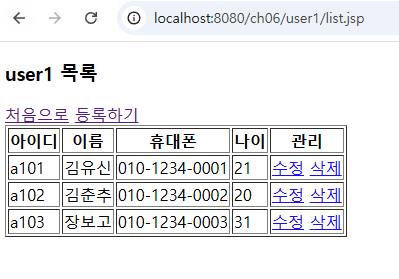 localhost:8080/ch06/user1/list.jsp
user1 목록
처음으로 등록하기
아이디 이름 휴대폰 나이 관리
a101 김유신 010-1234-0001 21 수정 삭제
a102 김춘추 010-1234-0002 20 수정 삭제
a103 장보고 010-1234-0003 31 수정 삭제